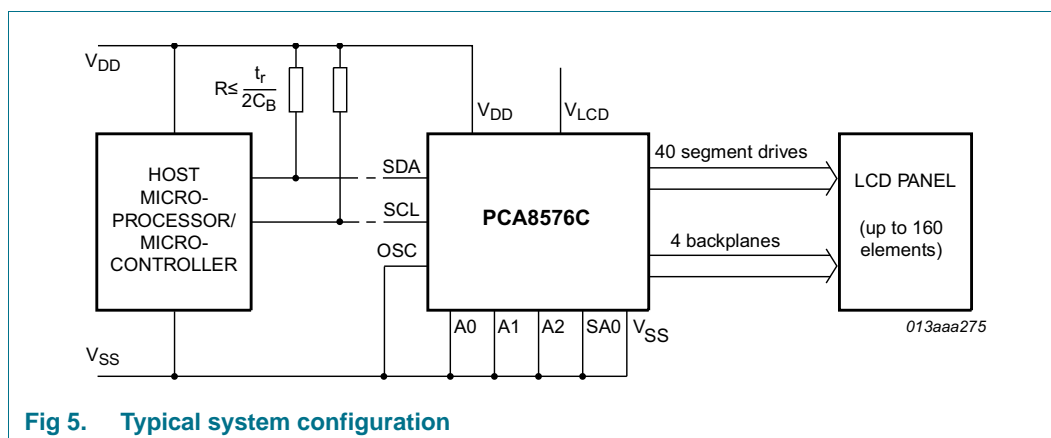 VDD
R≤ tr
2CB
VDD
VLCD
HOST
MICRO-
PROCESSOR/
MICRO-
CONTROLLER
SDA
SCL
OSC
PCA8576C
40 segment drives
4 backplanes
LCD PANEL
(up to 160
elements)
A0 A1 A2 SA0 VSS
VSS
013aaa275
Fig 5. Typical system configuration